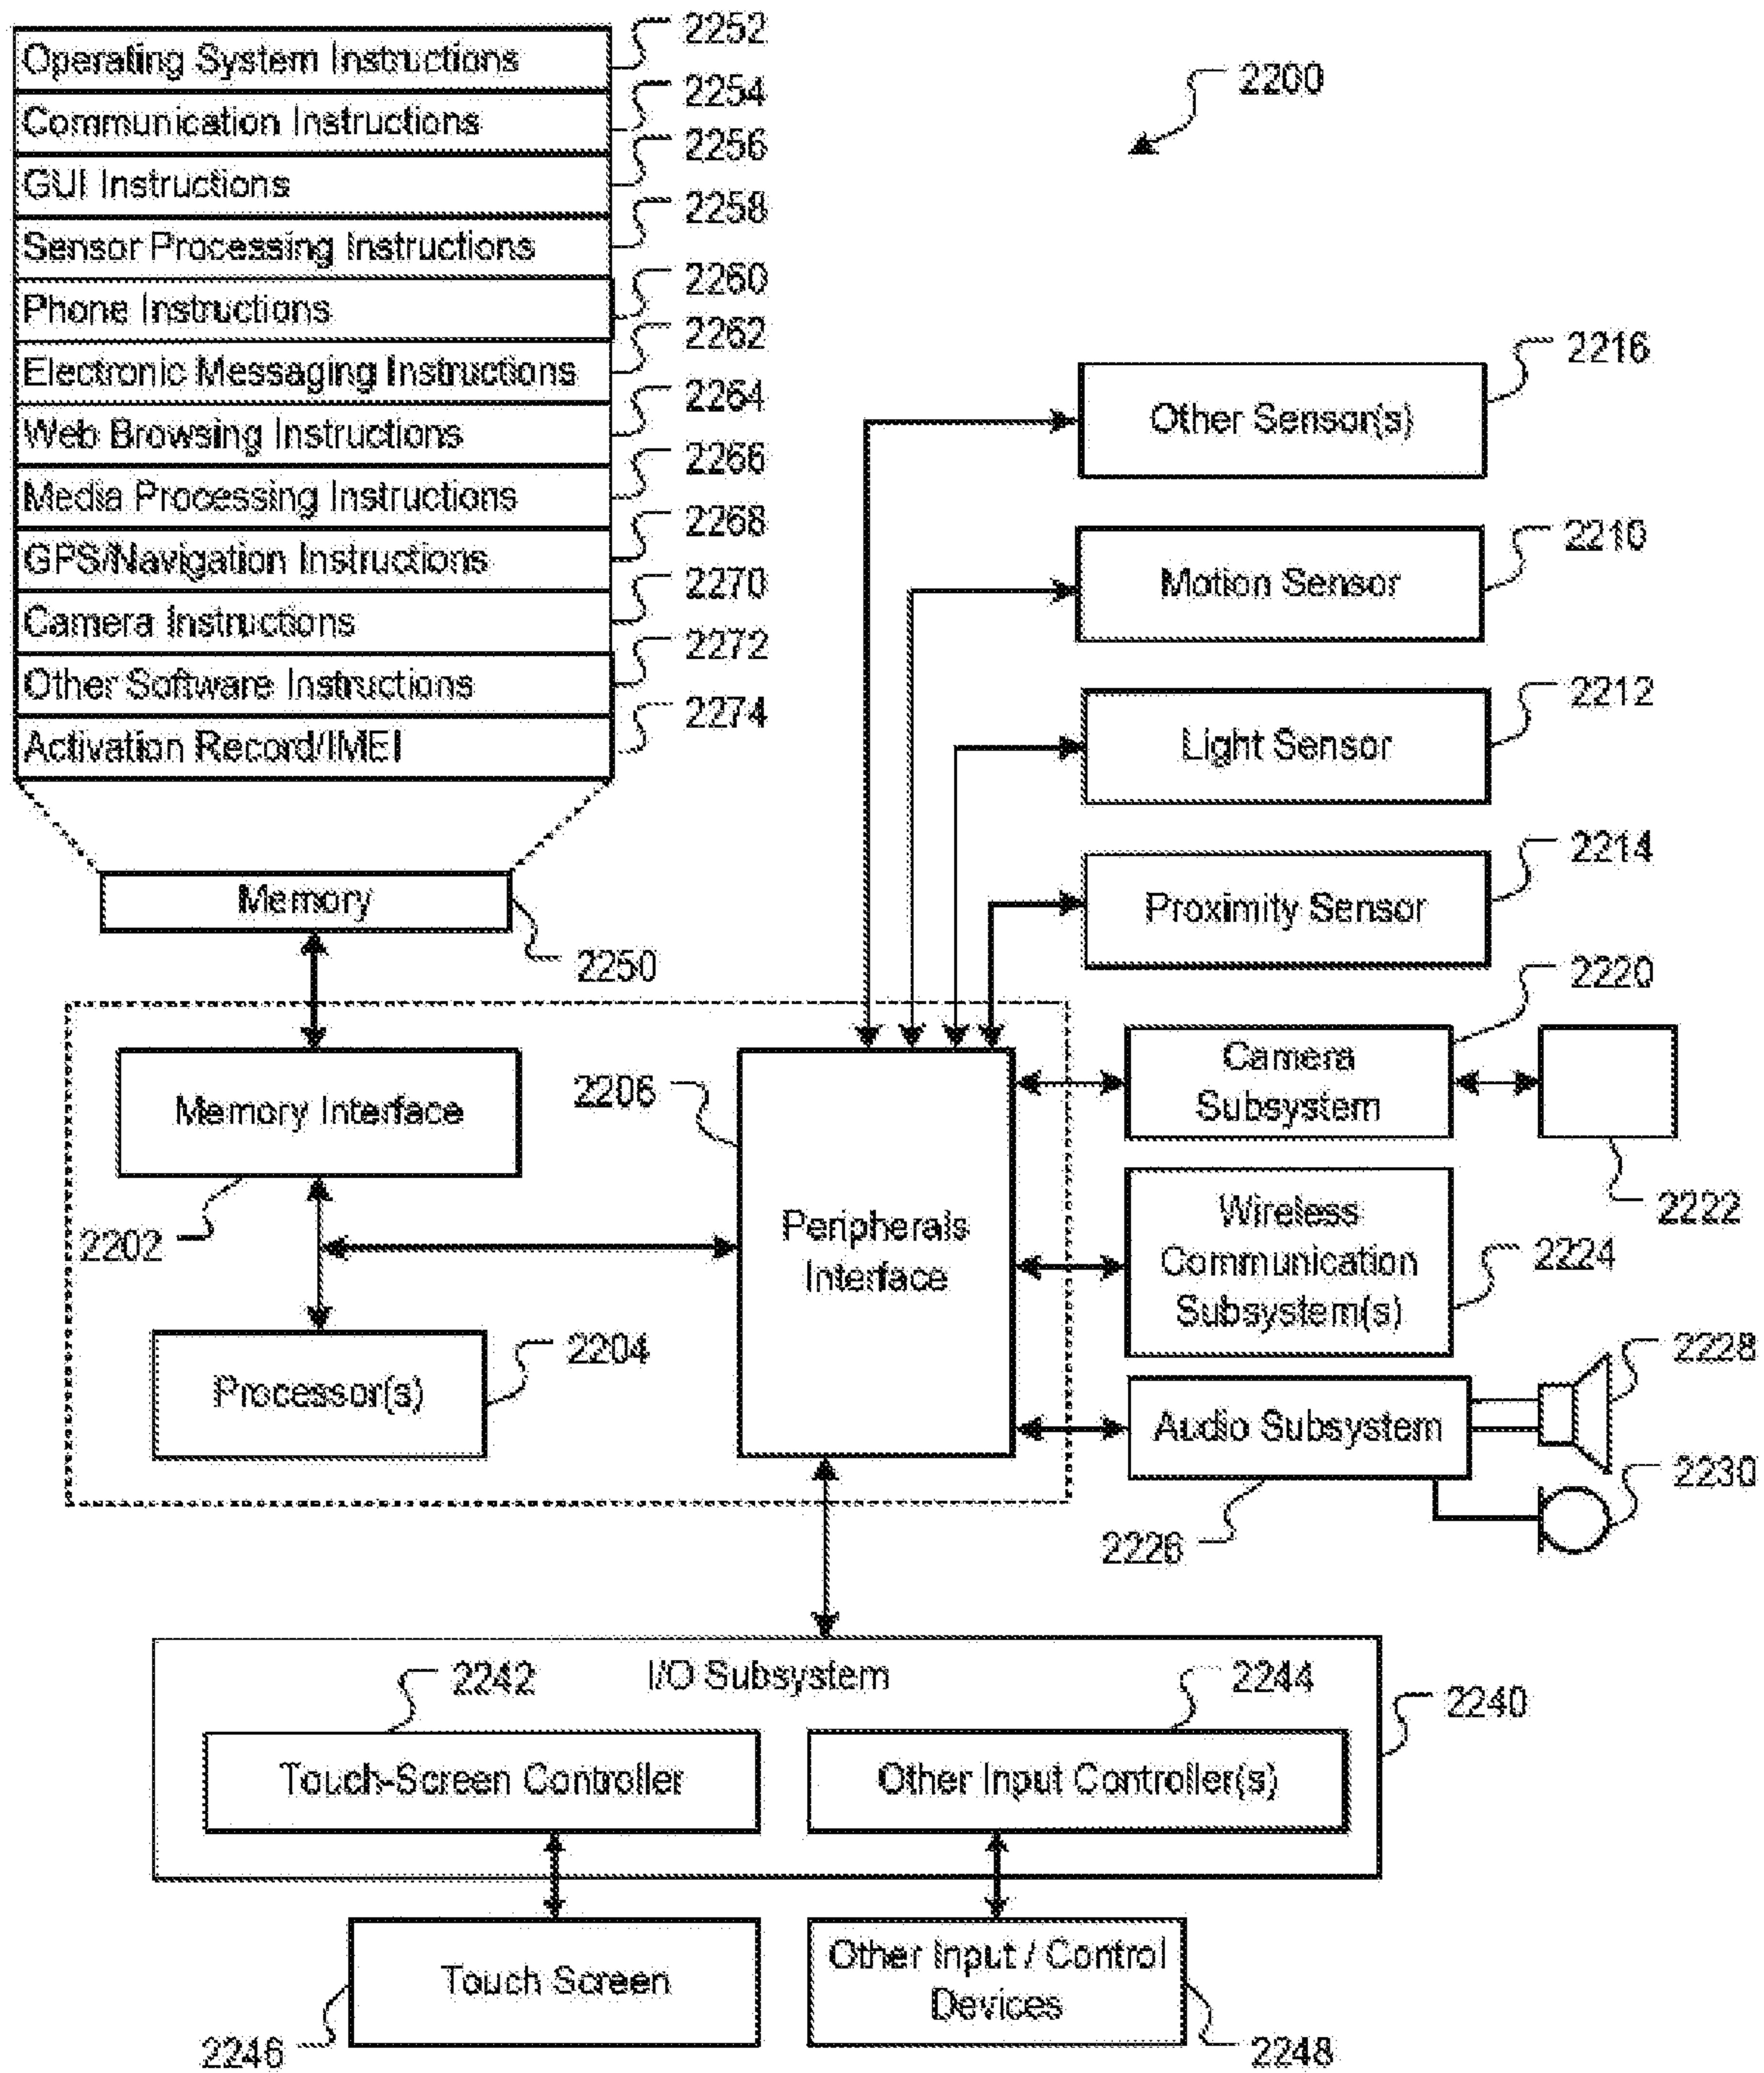 2252
Operating System Instructions
2254
Communication Instructions
2256
GUI Instructions
2258
Sensor Processing Instructions
2260
Phone Instructions
2262
Electronic Messaging Instructions
2264
Web Browsing Instructions
2266
Media Processing Instructions
2268
GPS/Navigation Instructions
2270
Camera Instructions
2272
Other Software Instructions
2274
Activation Record/IMEI
2200
Memory
2250
2216
Other Sensor(s)
2210
Motion Sensor
2212
Light Sensor
2214
Proximity Sensor
2220
Camera
Subsystem
2222
2206
Memory Interface
2202
Peripherals
Interface
Wireless
Communication
Subsystem(s)
2224
2204
Processor(s)
2228
Audio Subsystem
2230
2226
I/O Subsystem
2242
2244
2240
Touch-Screen Controller
Other Input Controller(s)
Touch Screen
2246
Other Input / Control
Devices
2248